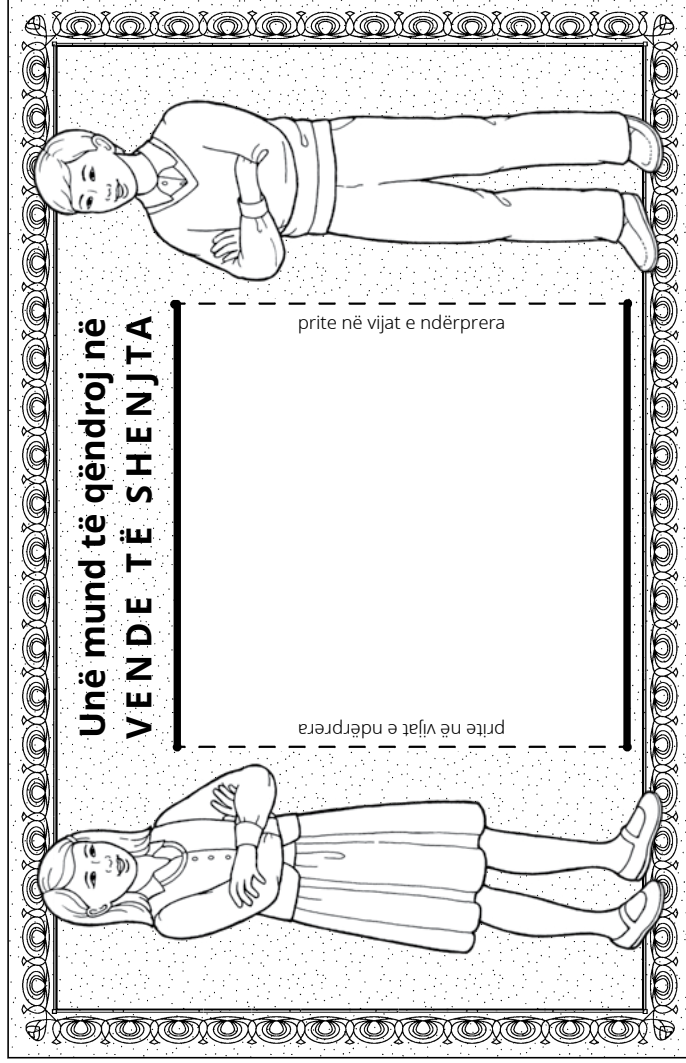 Unë mund të qëndroj në
VENDE TË SHENJTA
prite në vijat e ndërprera
prite në vijat e ndërprera